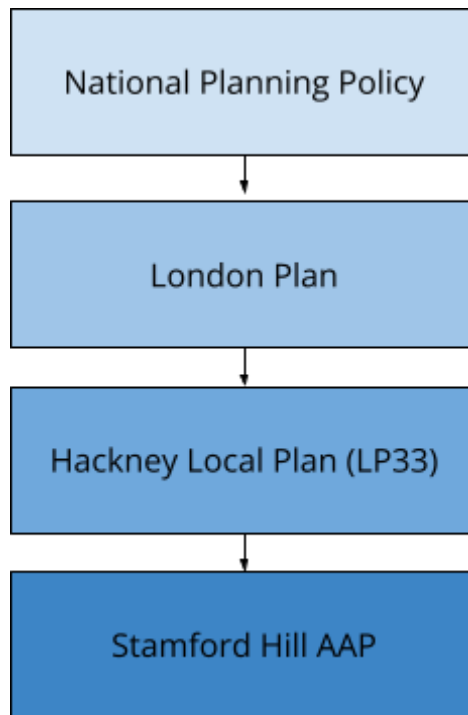 National Planning Policy
London Plan
Hackney Local Plan (LP33)
Stamford Hill AAP